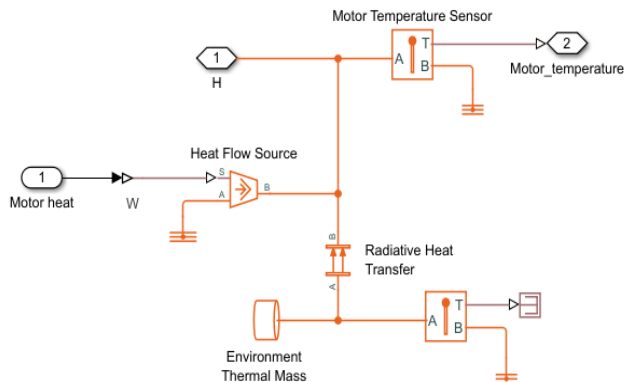 Motor Temperature Sensor
1
H
A
T
B
2
Motor_temperature
Heat Flow Source
1
Motor heat
W
S
A
B
B
A
Radiative Heat
Transfer
Environment
Thermal Mass
A
T
B